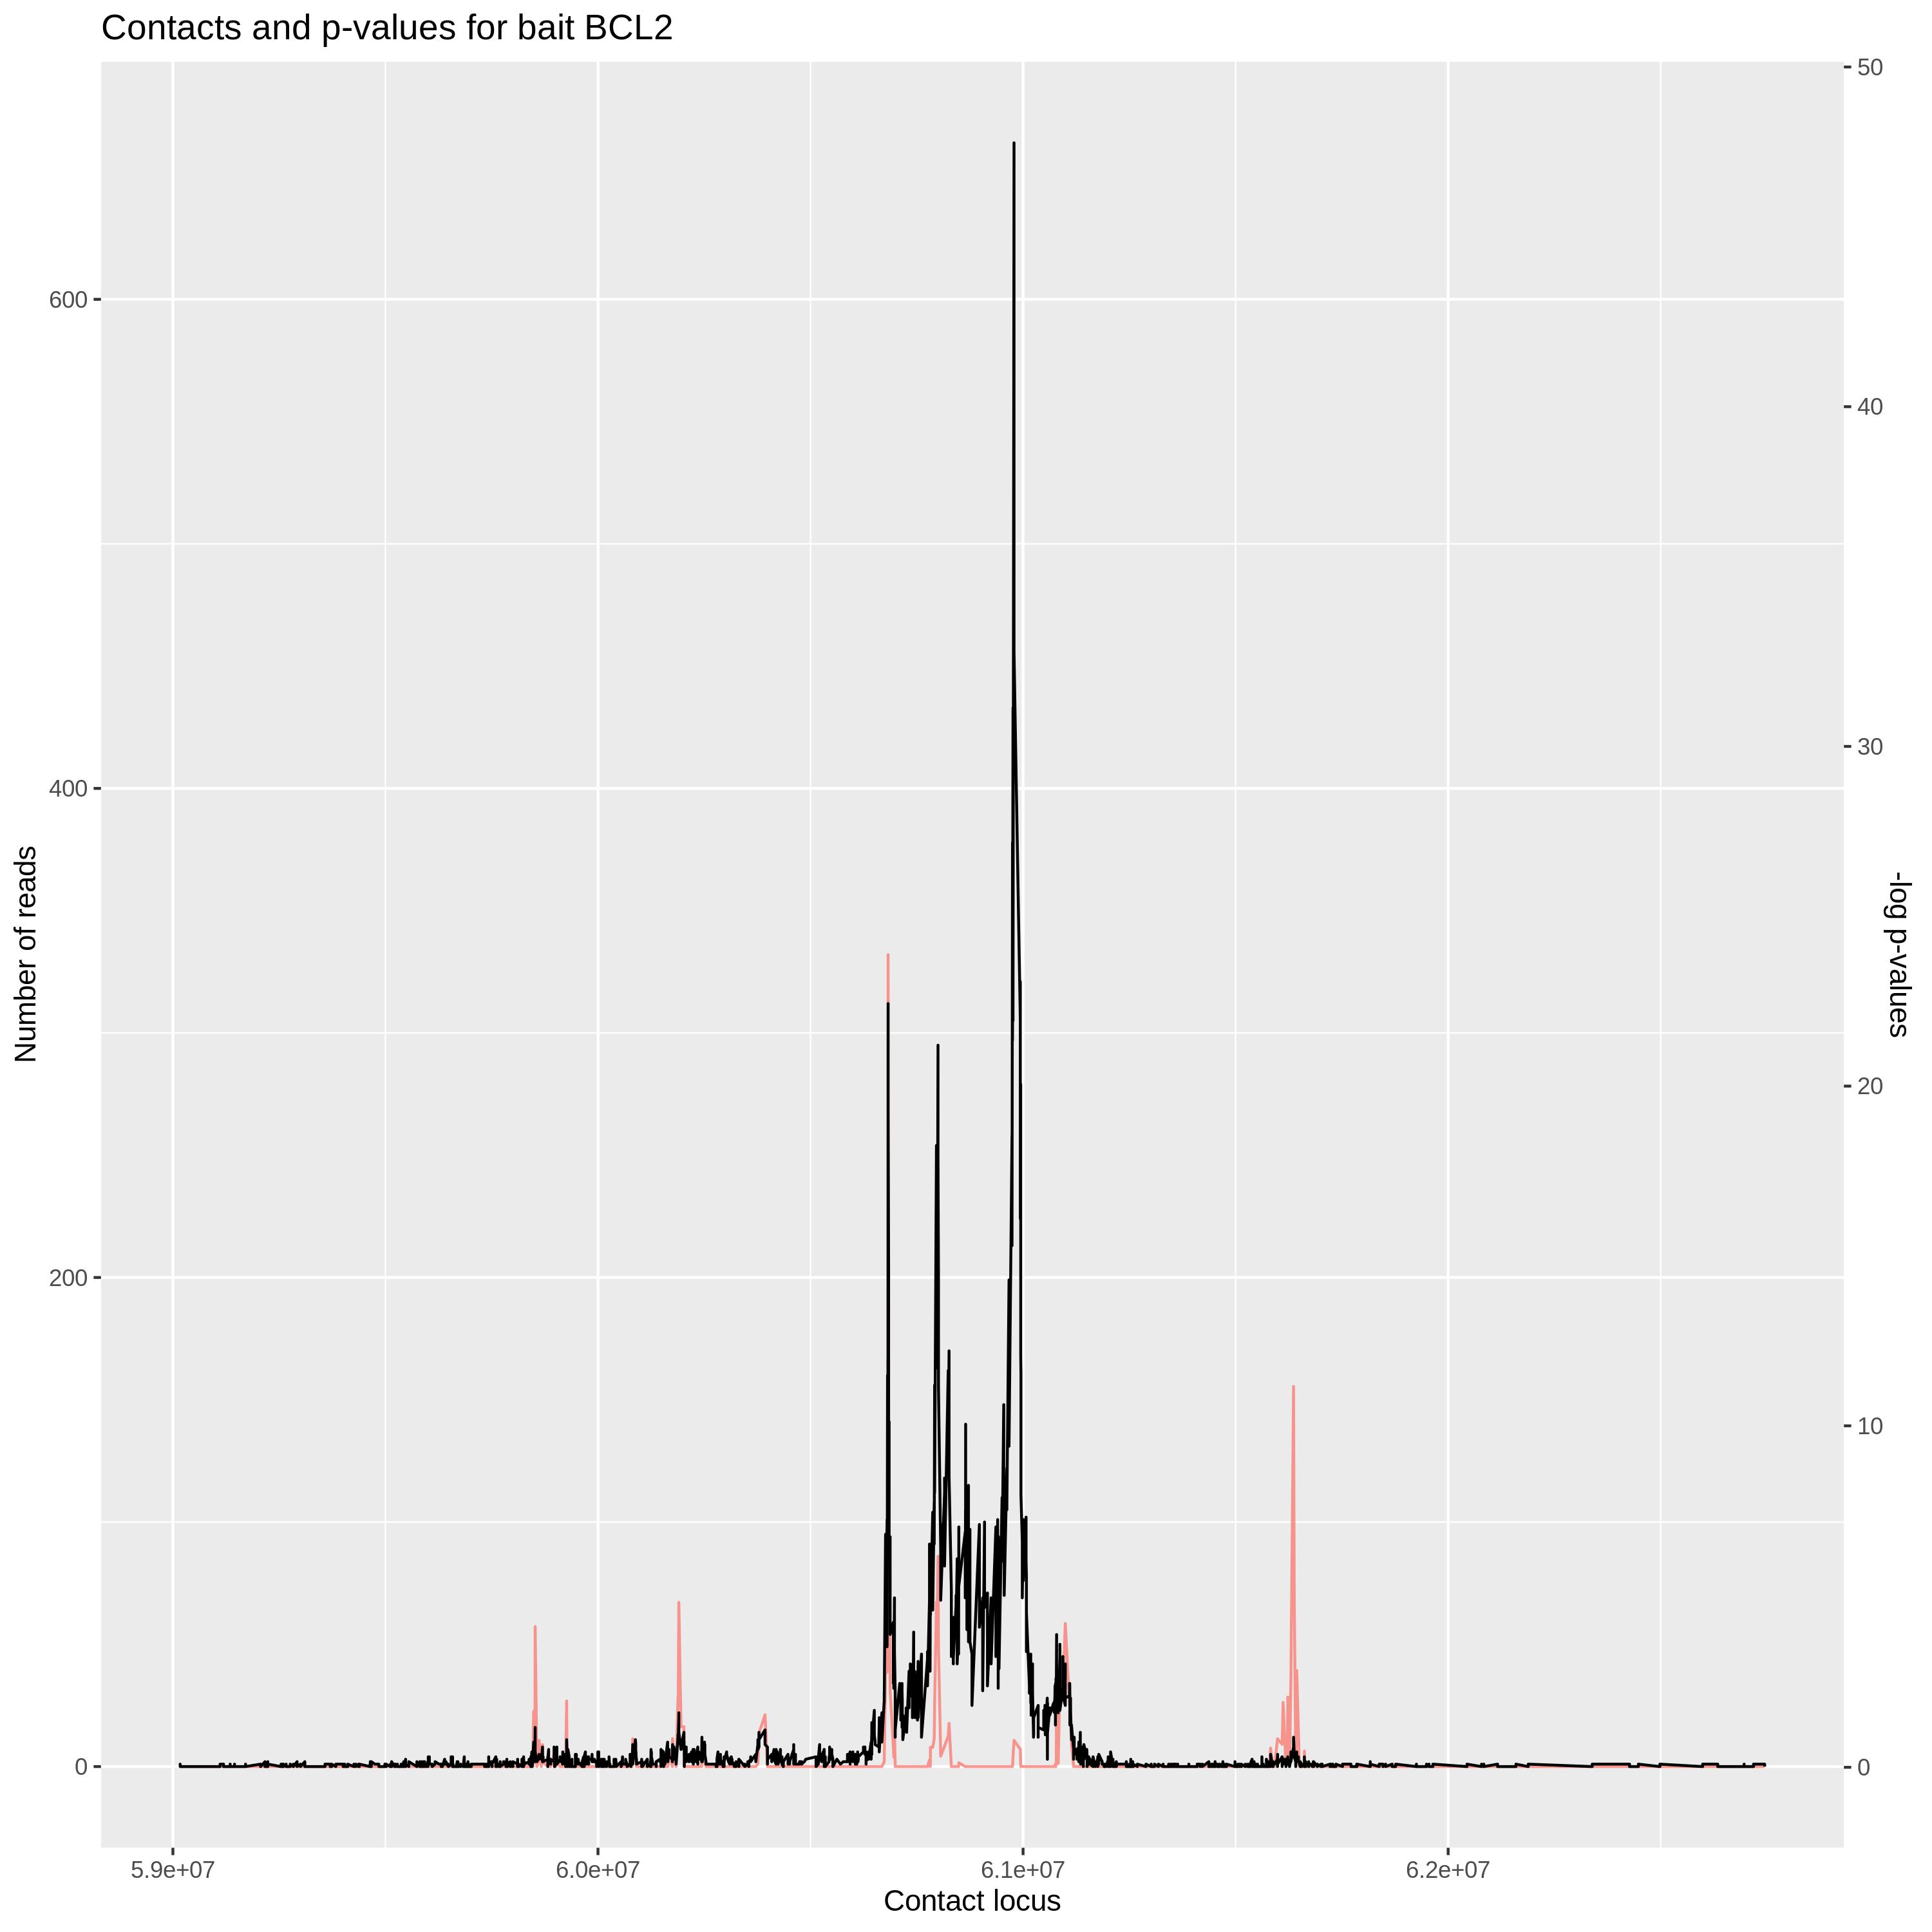 Contacts and p-values for bait BCL2
Number of reads
600
400
200
0
50
40
30
20
10
0
-log p-values
5.9e+07
6.0e+07
6.1e+07
6.2e+07
Contact locus